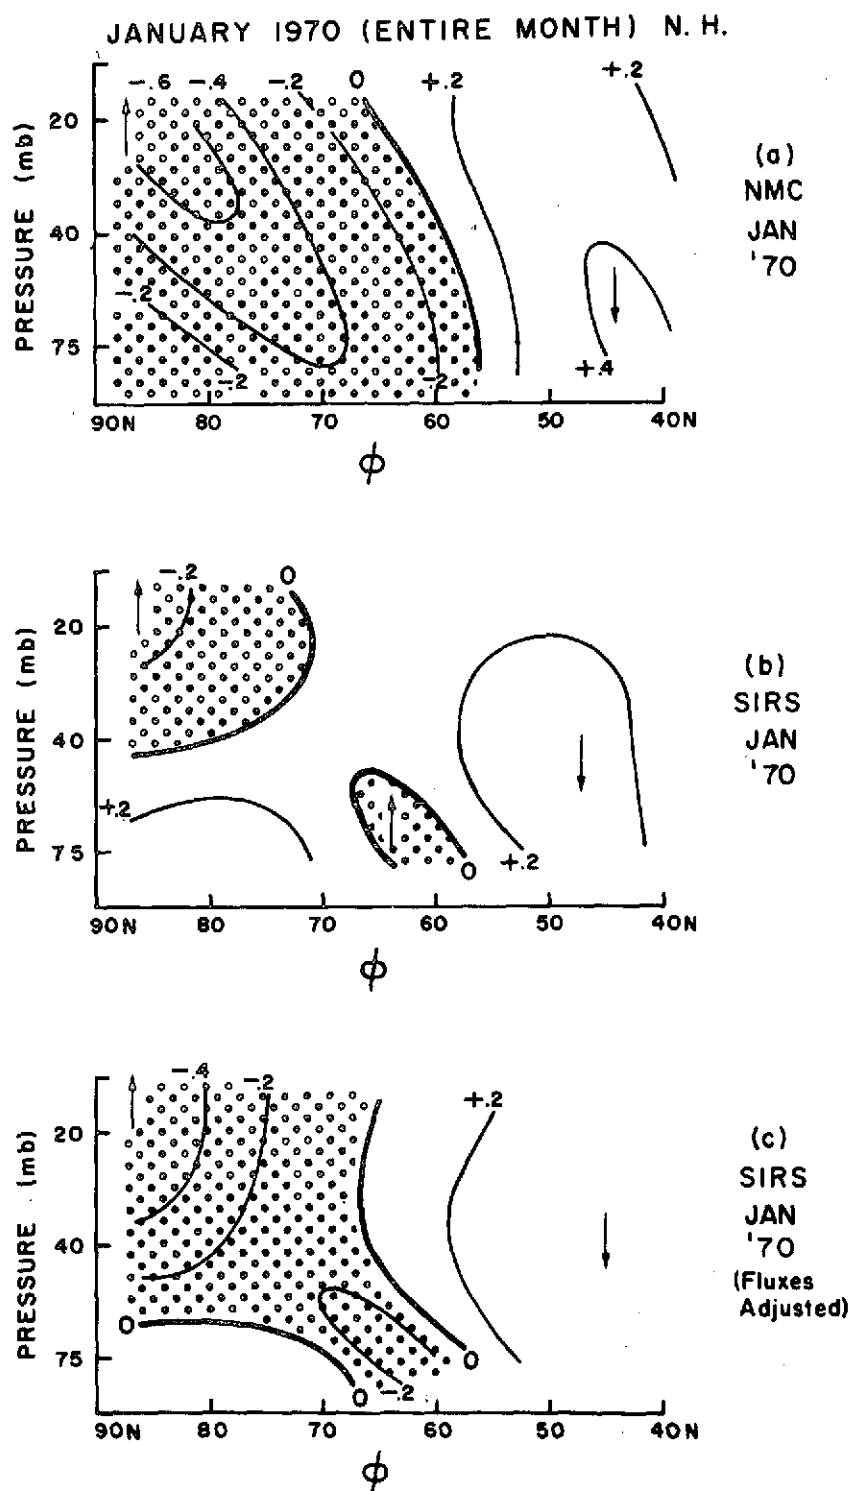 JANUARY 1970 (ENTIRE MONTH) N. H.
-.6 -.4 -.2 0 +.2 +.2
20
40
75
PRESSURE (mb)
-.2
-.2
-.2
+.4
90N 80 70 60 50 40N
ϕ
(a)
NMC
JAN
'70
-.2 0
20
40
75
PRESSURE (mb)
+.2
0
+.2
90N 80 70 60 50 40N
ϕ
(b)
SIRS
JAN
'70
-.4 -.2 +.2
20
40
75
PRESSURE (mb)
0
0
0
-.2
90N 80 70 60 50 40N
ϕ
(c)
SIRS
JAN
'70
(Fluxes
Adjusted)